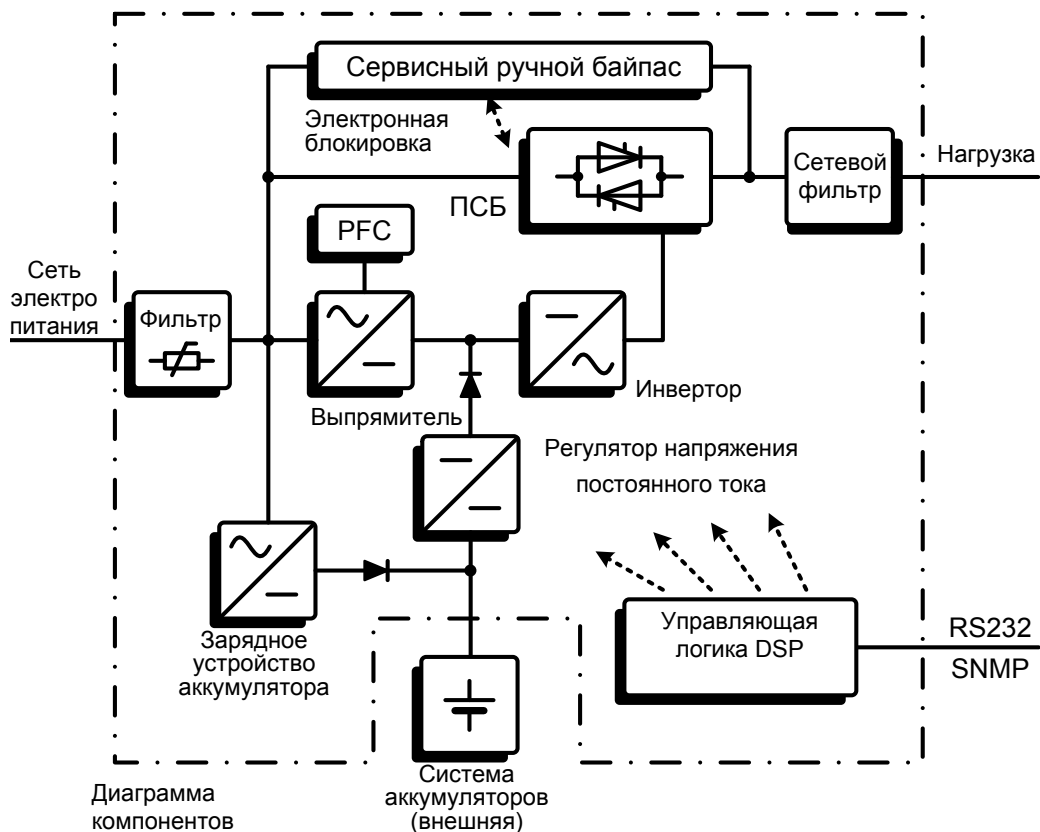 Сервисный ручной байпас
Электронная
блокировка
ПСБ
Сетевой
фильтр
Нагрузка
PFC
Сеть
электро
питания
Фильтр
Выпрямитель
Инвертор
Регулятор напряжения
постоянного тока
Зарядное
устройство
аккумулятора
Управляющая
логика DSP
RS232
SNMP
Система
аккумуляторов
(внешняя)
Диаграмма
компонентов